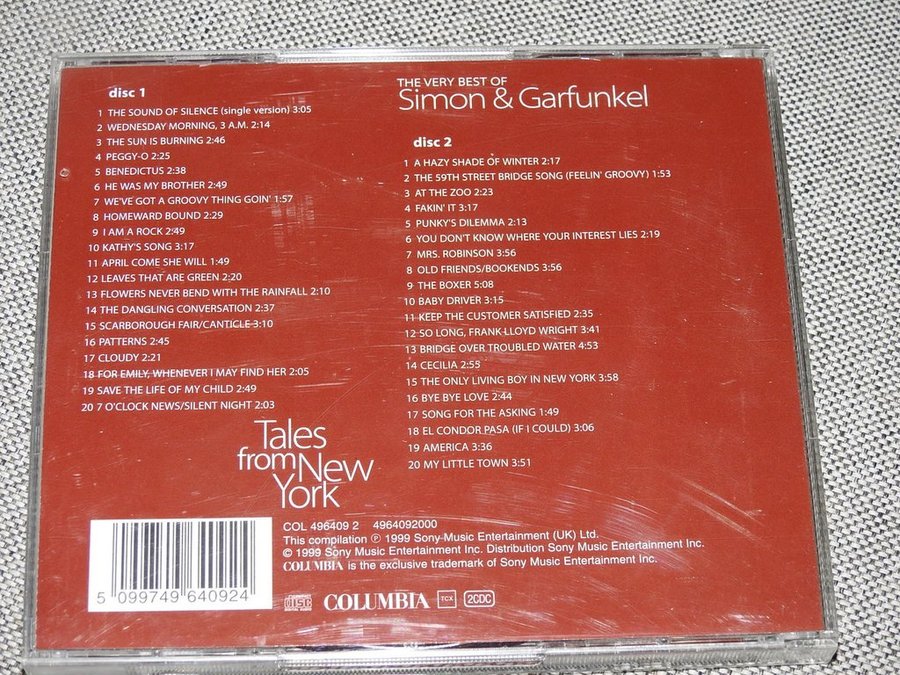 disc 1
1 THE SOUND OF SILENCE (single version) 3:05
2 WEDNESDAY MORNING, 3 A.M. 2:14
3 THE SUN IS BURNING 2:46
4 PEGGY-O 2:25
5 BENEDICTUS 2:38
6 HE WAS MY BROTHER 2:49
7 WE'VE GOT A GROOVY THING GOIN' 1:57
8 HOMEWARD BOUND 2:29
9 I AM A ROCK 2:49
10 KATHY'S SONG 3:17
11 APRIL COME SHE WILL 1:49
12 LEAVES THAT ARE GREEN 2:20
13 FLOWERS NEVER BEND WITH THE RAINFALL 2:10
14 THE DANGLING CONVERSATION 2:37
15 SCARBOROUGH FAIR/CANTICLE 3:10
16 PATTERNS 2:45
17 CLOUDY 2:21
18 FOR EMILY, WHENEVER I MAY FIND HER 2:05
19 SAVE THE LIFE OF MY CHILD 2:49
20 7 O'CLOCK NEWS/SILENT NIGHT 2:03
THE VERY BEST OF
Simon & Garfunkel
disc 2
1 A HAZY SHADE OF WINTER 2:17
2 THE 59TH STREET BRIDGE SONG (FEELIN' GROOVY) 1:53
3 AT THE ZOO 2:23
4 FAKIN' IT 3:17
5 PUNKY'S DILEMMA 2:13
6 YOU DON'T KNOW WHERE YOUR INTEREST LIES 2:19
7 MRS. ROBINSON 3:56
8 OLD FRIENDS/BOOKENDS 3:56
9 THE BOXER 5:08
10 BABY DRIVER 3:15
11 KEEP THE CUSTOMER SATISFIED 2:35
12 SO LONG, FRANK LLOYD WRIGHT 3:41
13 BRIDGE OVER TROUBLED WATER 4:53
14 CECILIA 2:55
15 THE ONLY LIVING BOY IN NEW YORK 3:58
16 BYE BYE LOVE 2:44
17 SONG FOR THE ASKING 1:49
18 EL CONDOR PASA (IF I COULD) 3:06
19 AMERICA 3:36
20 MY LITTLE TOWN 3:51
Tales
from New
York
COL 496409 2 4964092000
This compilation ℗ 1999 Sony Music Entertainment (UK) Ltd.
© 1999 Sony Music Entertainment Inc. Distribution Sony Music Entertainment Inc.
COLUMBIA is the exclusive trademark of Sony Music Entertainment Inc.
5 099749 640924
COMPACT disc DIGITAL AUDIO COLUMBIA TCX 2CDC